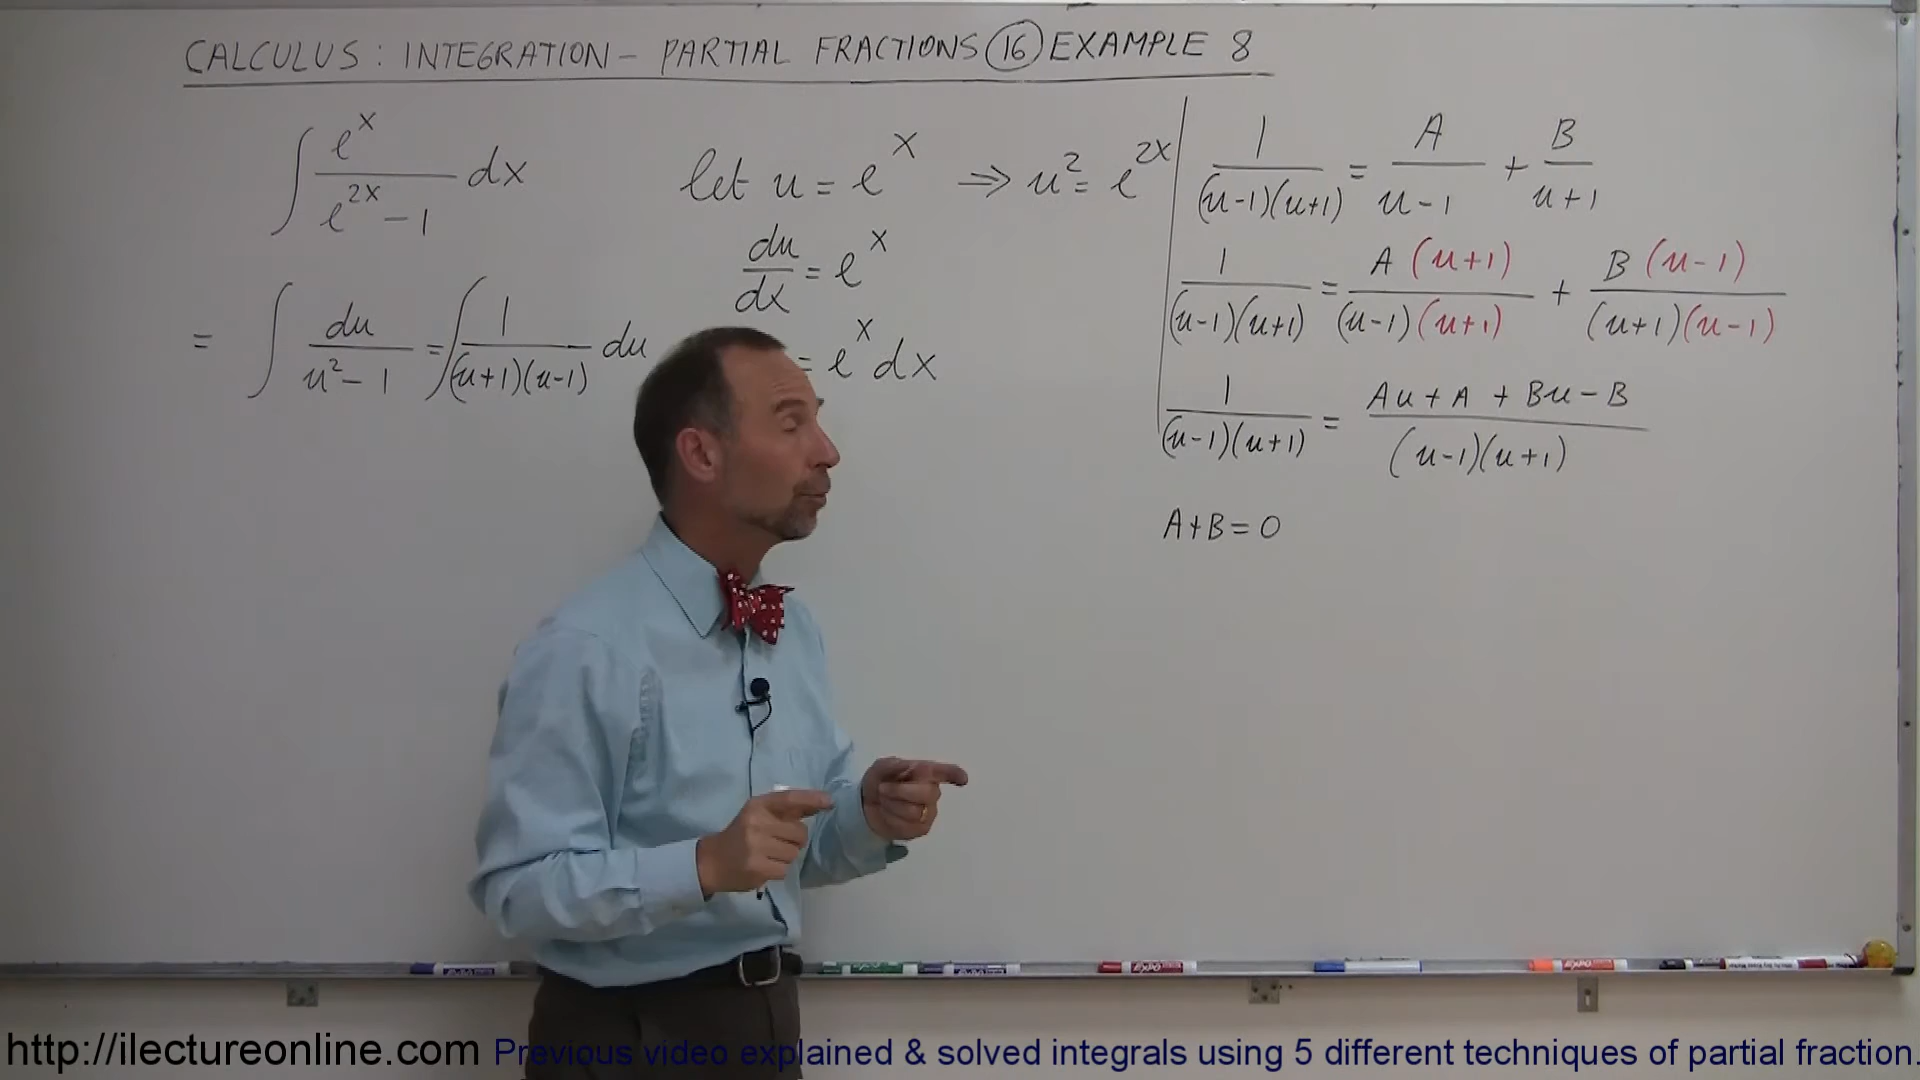 CALCULUS: INTEGRATION - PARTIAL FRACTIONS (16) EXAMPLE 8
∫ e^x / (e^2x - 1) dx
let u = e^x ⇒ u² = e^2x
du/dx = e^x
= e^x dx
= ∫ du / (u² - 1) = ∫ 1 / ((u+1)(u-1)) du
1 / ((u-1)(u+1)) = A / (u-1) + B / (u+1)
1 / ((u-1)(u+1)) = A(u+1) / ((u-1)(u+1)) + B(u-1) / ((u+1)(u-1))
1 / ((u-1)(u+1)) = (Au + A + Bu - B) / ((u-1)(u+1))
A+B = 0
http://ilectureonline.com Previous video explained & solved integrals using 5 different techniques of partial fraction.